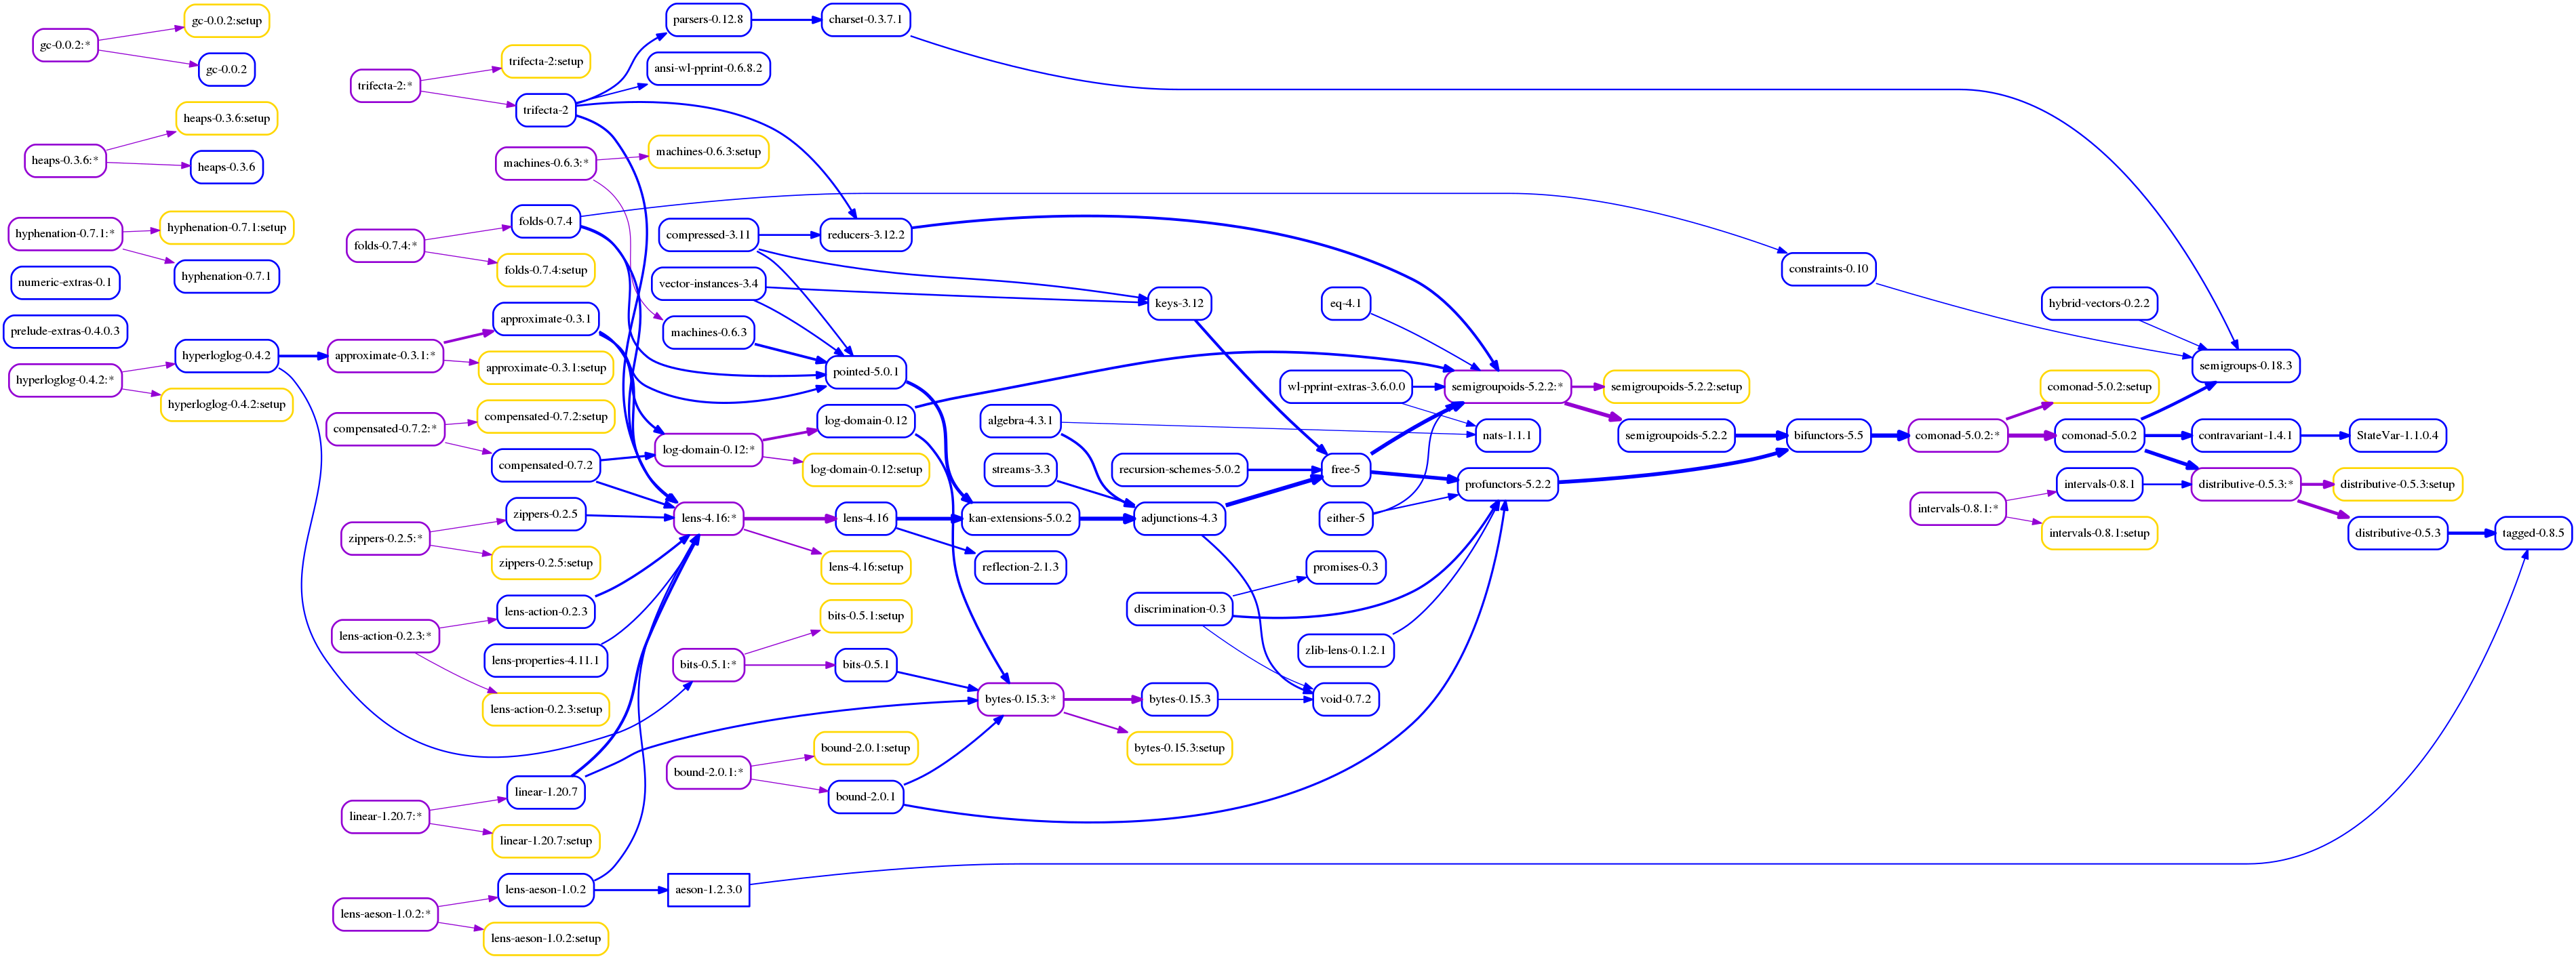 gc-0.0.2:*
gc-0.0.2:setup
gc-0.0.2
heaps-0.3.6:*
heaps-0.3.6:setup
heaps-0.3.6
hyphenation-0.7.1:*
hyphenation-0.7.1:setup
hyphenation-0.7.1
numeric-extras-0.1
prelude-extras-0.4.0.3
hyperloglog-0.4.2:*
hyperloglog-0.4.2
hyperloglog-0.4.2:setup
trifecta-2:*
trifecta-2:setup
trifecta-2
folds-0.7.4:*
folds-0.7.4
folds-0.7.4:setup
approximate-0.3.1:*
approximate-0.3.1
approximate-0.3.1:setup
compensated-0.7.2:*
compensated-0.7.2:setup
compensated-0.7.2
zippers-0.2.5:*
zippers-0.2.5
zippers-0.2.5:setup
lens-action-0.2.3:*
lens-action-0.2.3
lens-properties-4.11.1
lens-action-0.2.3:setup
linear-1.20.7:*
linear-1.20.7
linear-1.20.7:setup
lens-aeson-1.0.2:*
lens-aeson-1.0.2
lens-aeson-1.0.2:setup
parsers-0.12.8
ansi-wl-pprint-0.6.8.2
machines-0.6.3:*
machines-0.6.3:setup
compressed-3.11
vector-instances-3.4
machines-0.6.3
log-domain-0.12:*
lens-4.16:*
bits-0.5.1:*
bound-2.0.1:*
aeson-1.2.3.0
charset-0.3.7.1
reducers-3.12.2
pointed-5.0.1
log-domain-0.12
log-domain-0.12:setup
lens-4.16
lens-4.16:setup
bits-0.5.1:setup
bits-0.5.1
bound-2.0.1:setup
bound-2.0.1
algebra-4.3.1
streams-3.3
kan-extensions-5.0.2
reflection-2.1.3
bytes-0.15.3:*
keys-3.12
recursion-schemes-5.0.2
adjunctions-4.3
discrimination-0.3
bytes-0.15.3
bytes-0.15.3:setup
eq-4.1
wl-pprint-extras-3.6.0.0
free-5
either-5
promises-0.3
zlib-lens-0.1.2.1
void-0.7.2
semigroupoids-5.2.2:*
nats-1.1.1
profunctors-5.2.2
semigroupoids-5.2.2:setup
semigroupoids-5.2.2
constraints-0.10
bifunctors-5.5
comonad-5.0.2:*
intervals-0.8.1:*
hybrid-vectors-0.2.2
comonad-5.0.2:setup
comonad-5.0.2
intervals-0.8.1
intervals-0.8.1:setup
semigroups-0.18.3
contravariant-1.4.1
distributive-0.5.3:*
StateVar-1.1.0.4
distributive-0.5.3:setup
distributive-0.5.3
tagged-0.8.5